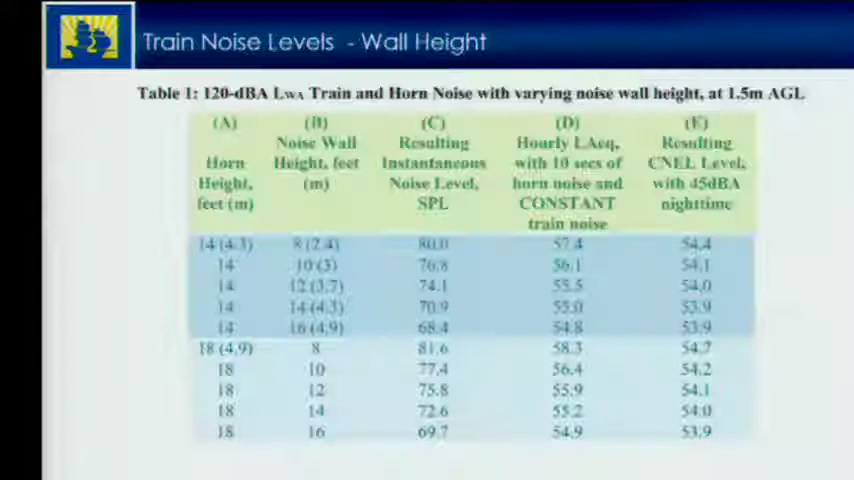 Train Noise Levels - Wall Height
Table 1: 120-dBA LWA Train and Horn Noise with varying noise wall height, at 1.5m AGL
(A) (B) (C) (D) (E)
Noise Wall Resulting Hourly LAeq, Resulting
Horn Height, feet Instantaneous with 10 secs of CNEL Level,
Height, (m) Noise Level, horn noise and with 45dBA
feet (m) SPL CONSTANT nighttime
train noise
14 (4.3) 8 (2.4) 80.0 57.4 54.4
14 10 (3) 76.8 56.1 54.1
14 12 (3.7) 74.1 55.5 54.0
14 14 (4.3) 70.9 55.0 53.9
14 16 (4.9) 68.4 54.8 53.9
18 (4.9) 8 81.6 58.3 54.7
18 10 77.4 56.4 54.2
18 12 75.8 55.9 54.1
18 14 72.6 55.2 54.0
18 16 69.7 54.9 53.9